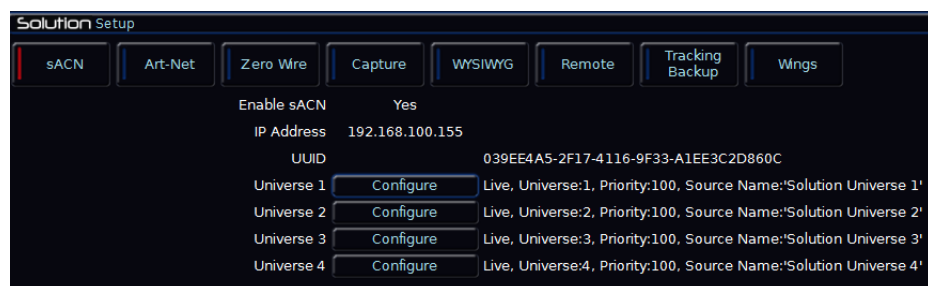 Solution Setup
sACN Art-Net Zero Wire Capture WYSIWYG Remote Tracking Backup Wings
Enable sACN Yes
IP Address 192.168.100.155
UUID 039EE4A5-2F17-4116-9F33-A1EE3C2D860C
Universe 1 Configure Live, Universe:1, Priority:100, Source Name:'Solution Universe 1'
Universe 2 Configure Live, Universe:2, Priority:100, Source Name:'Solution Universe 2'
Universe 3 Configure Live, Universe:3, Priority:100, Source Name:'Solution Universe 3'
Universe 4 Configure Live, Universe:4, Priority:100, Source Name:'Solution Universe 4'